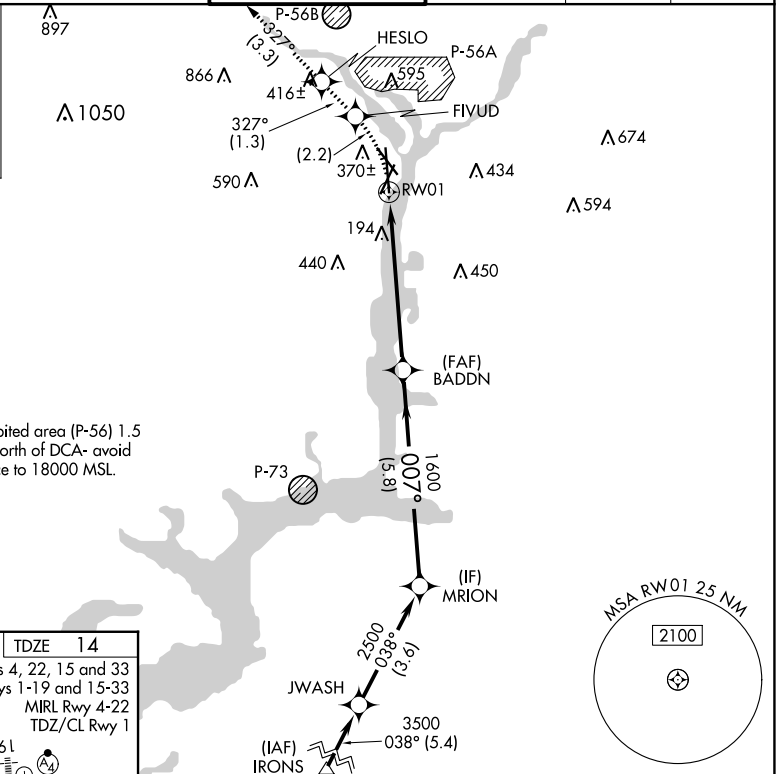 P-56B
897
327°
(3.3)
HESLO
P-56A
866
595
416±
1050
327°
(1.3)
FIVUD
674
(2.2)
370±
434
590
RW01
594
194
440
450
(FAF)
BADDN
bited area (P-56) 1.5
orth of DCA- avoid
ce to 18000 MSL.
P-73
1600
007°
(5.8)
(IF)
MRION
MSA RW01 25 NM
2100
2500
038°
(3.6)
JWASH
3500
038° (5.4)
(IAF)
IRONS
TDZE 14
s 4, 22, 15 and 33
ys 1-19 and 15-33
MIRL Rwy 4-22
TDZ/CL Rwy 1
19
A4